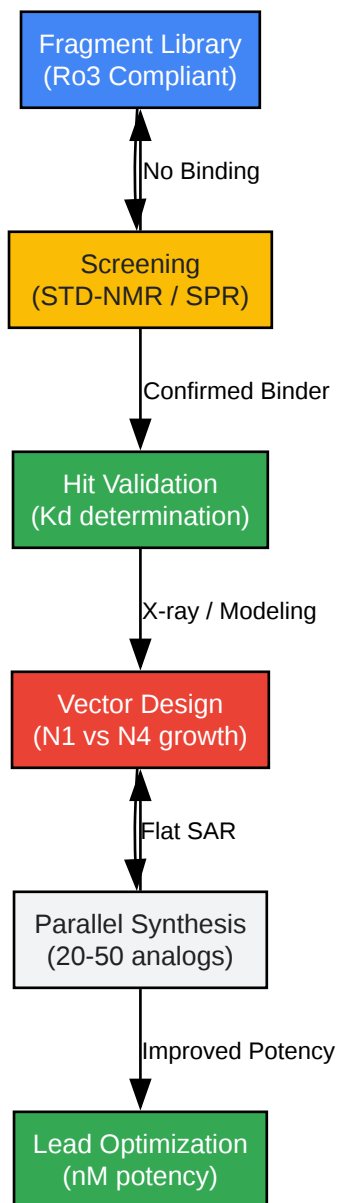 Fragment Library
(Ro3 Compliant)
No Binding
Screening
(STD-NMR / SPR)
Confirmed Binder
Hit Validation
(Kd determination)
X-ray / Modeling
Vector Design
(N1 vs N4 growth)
Flat SAR
Parallel Synthesis
(20-50 analogs)
Improved Potency
Lead Optimization
(nM potency)